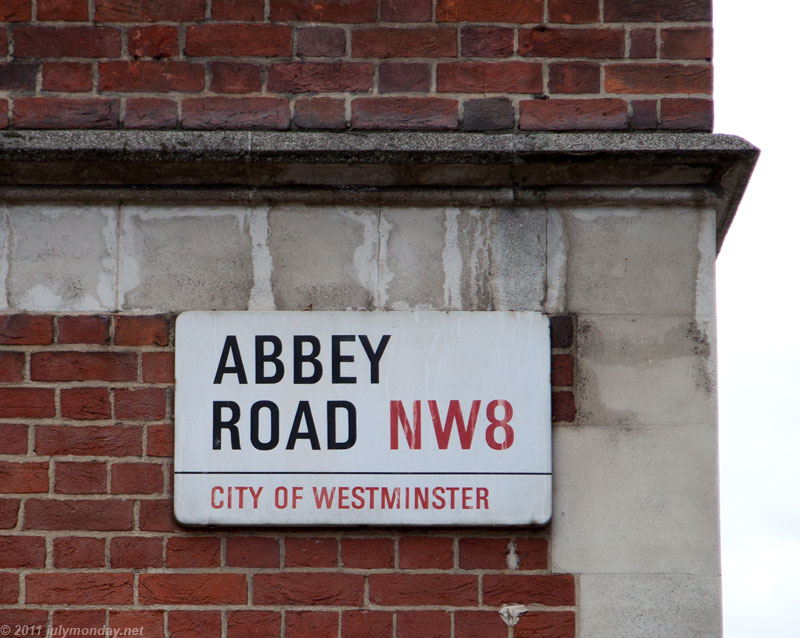 ABBEY
ROAD NW8
CITY OF WESTMINSTER
© 2011 julymonday.net